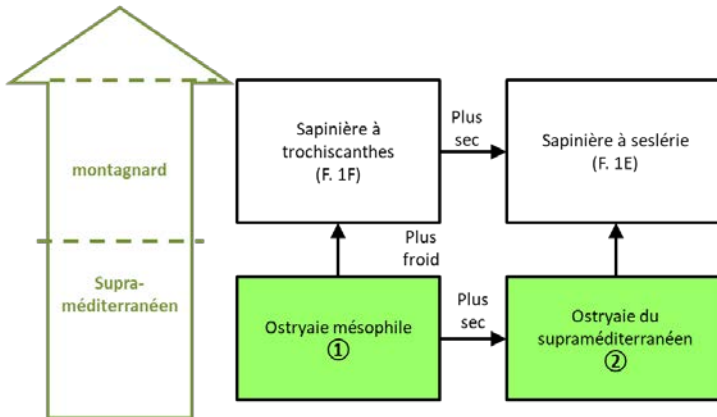 montagnard
Supra-
méditerranéen
Sapinière à
trochiscanthes
(F. 1F)
Plus
sec
Sapinière à seslérie
(F. 1E)
Plus
froid
Ostryaie mésophile
①
Plus
sec
Ostryaie du
supraméditerranéen
②